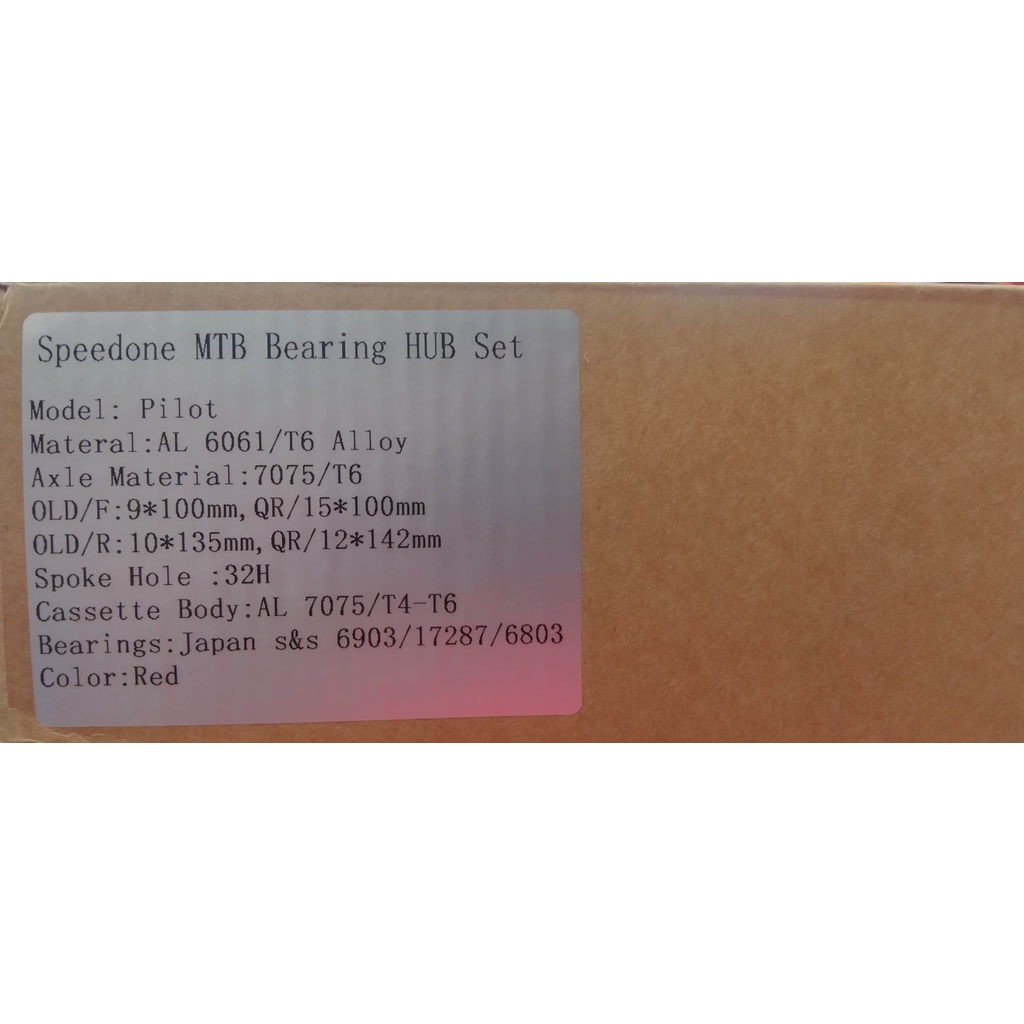 Speedone MTB Bearing HUB Set
Model: Pilot
Materal:AL 6061/T6 Alloy
Axle Material:7075/T6
OLD/F:9*100mm,QR/15*100mm
OLD/R:10*135mm,QR/12*142mm
Spoke Hole :32H
Cassette Body:AL 7075/T4-T6
Bearings:Japan s&s 6903/17287/6803
Color:Red